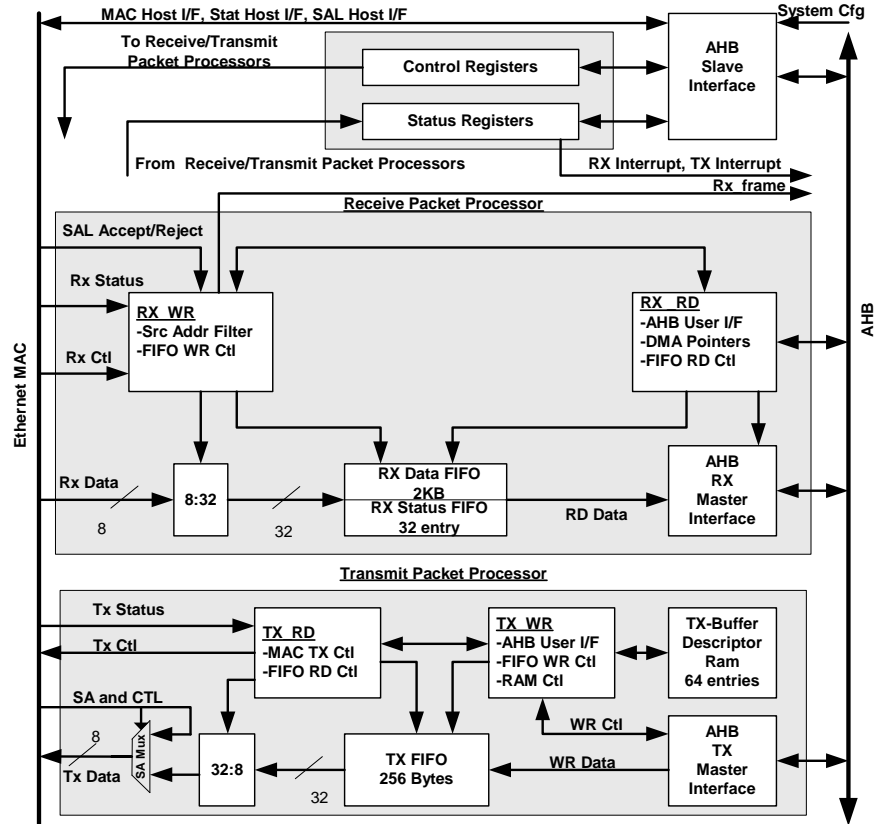 MAC Host I/F, Stat Host I/F, SAL Host I/F
System Cfg
To Receive/Transmit
Packet Processors
Control Registers
AHB
Slave
Interface
Status Registers
From Receive/Transmit Packet Processors
RX Interrupt, TX Interrupt
Rx_frame
Receive Packet Processor
SAL Accept/Reject
Rx Status
RX_WR
-Src Addr Filter
-FIFO WR Ctl
RX_RD
-AHB User I/F
-DMA Pointers
-FIFO RD Ctl
Rx Ctl
Ethernet MAC
AHB
Rx Data
8
8:32
32
RX Data FIFO
2KB
RX Status FIFO
32 entry
RD Data
AHB
RX
Master
Interface
Transmit Packet Processor
Tx Status
Tx Ctl
TX_RD
-MAC TX Ctl
-FIFO RD Ctl
TX_WR
-AHB User I/F
-FIFO WR Ctl
-RAM Ctl
TX-Buffer
Descriptor
Ram
64 entries
SA and CTL
8
SA Mux
Tx Data
32:8
32
TX FIFO
256 Bytes
WR Ctl
WR Data
AHB
TX
Master
Interface